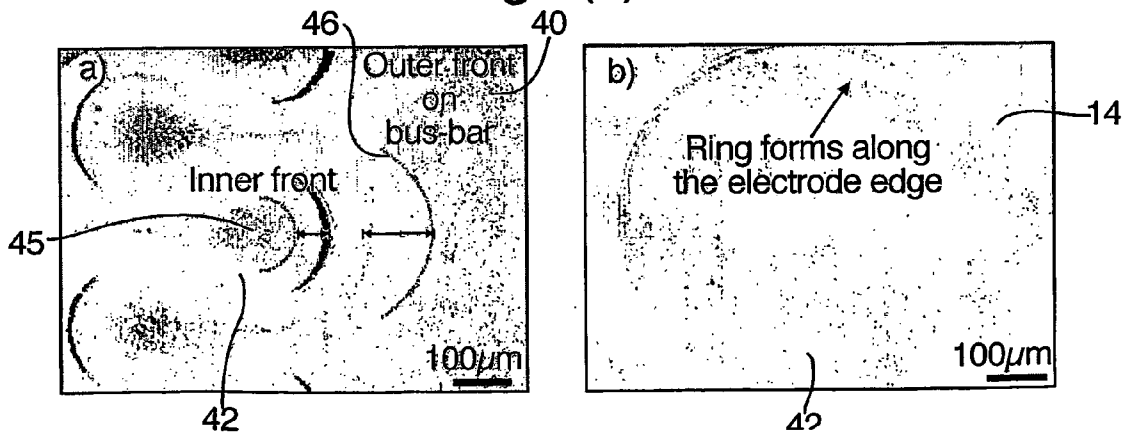 46
40
a)
Outer front
on
bus-bar
Inner front
45
100μm
42
b)
14
Ring forms along
the electrode edge
100μm
42